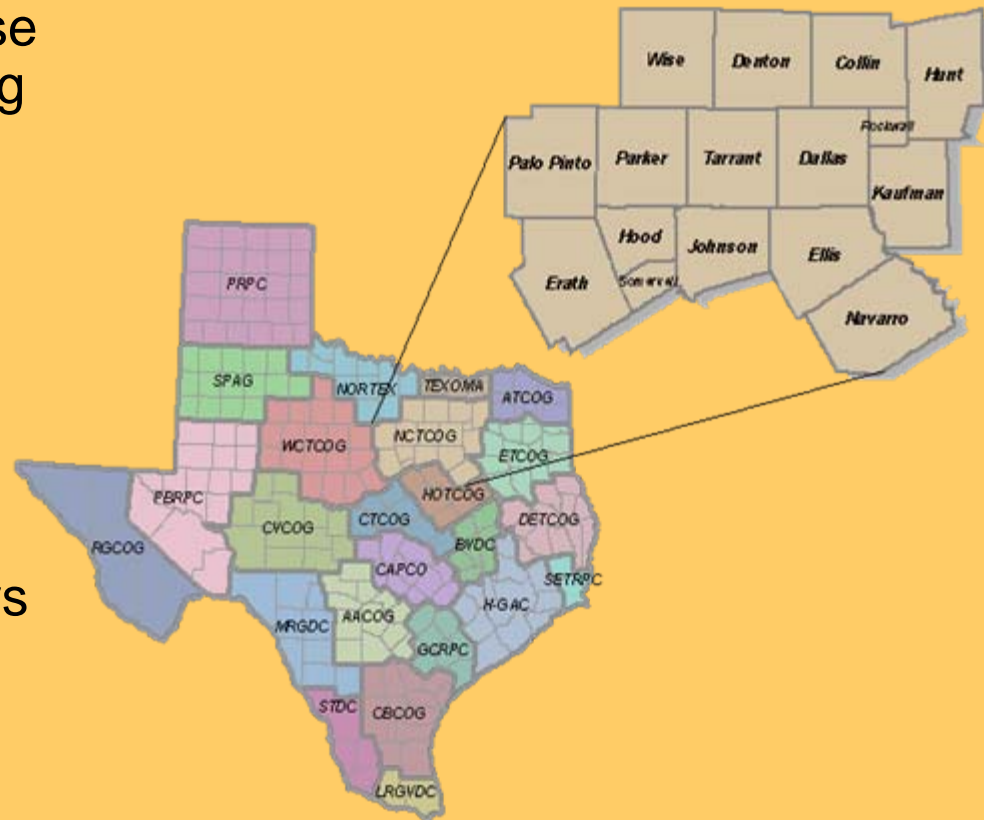 se
g
Wise
Denton
Collin
Hunt
Rockwall
Palo Pinto
Parker
Tarrant
Dallas
Kaufman
Hood
Johnson
Ellis
Erath
Somervell
Navarro
PRPC
SPAG
NORTEX
TEXOMA
ATCOG
WCTCOG
NCTCOG
ETCOG
PBRPC
HOTCOG
CVCOG
CTCOG
DETCOG
RGCOG
BVDC
CAPCO
SETRPC
rs
H-GAC
AACOG
MRGDC
GCRPC
STDC
CBCOG
LRGVDC